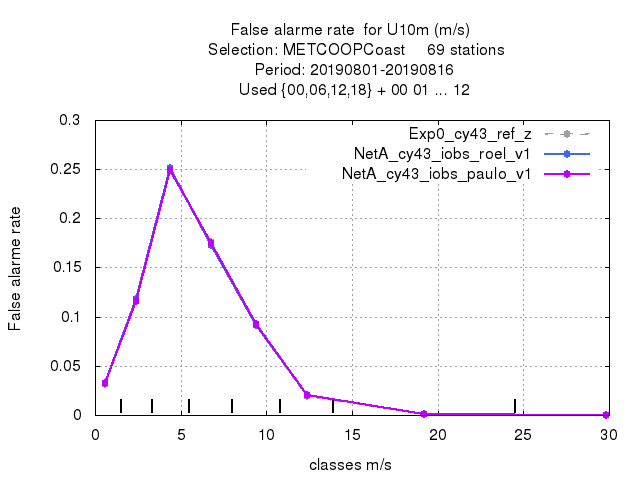 False alarme rate  for U10m (m/s)
Selection: METCOOPCoast     69 stations
Period: 20190801-20190816
Used {00,06,12,18} + 00 01 ... 12
Exp0_cy43_ref_z
NetA_cy43_iobs_roel_v1
NetA_cy43_iobs_paulo_v1
False alarme rate
0.3
0.25
0.2
0.15
0.1
0.05
0
0 5 10 15 20 25 30
classes m/s